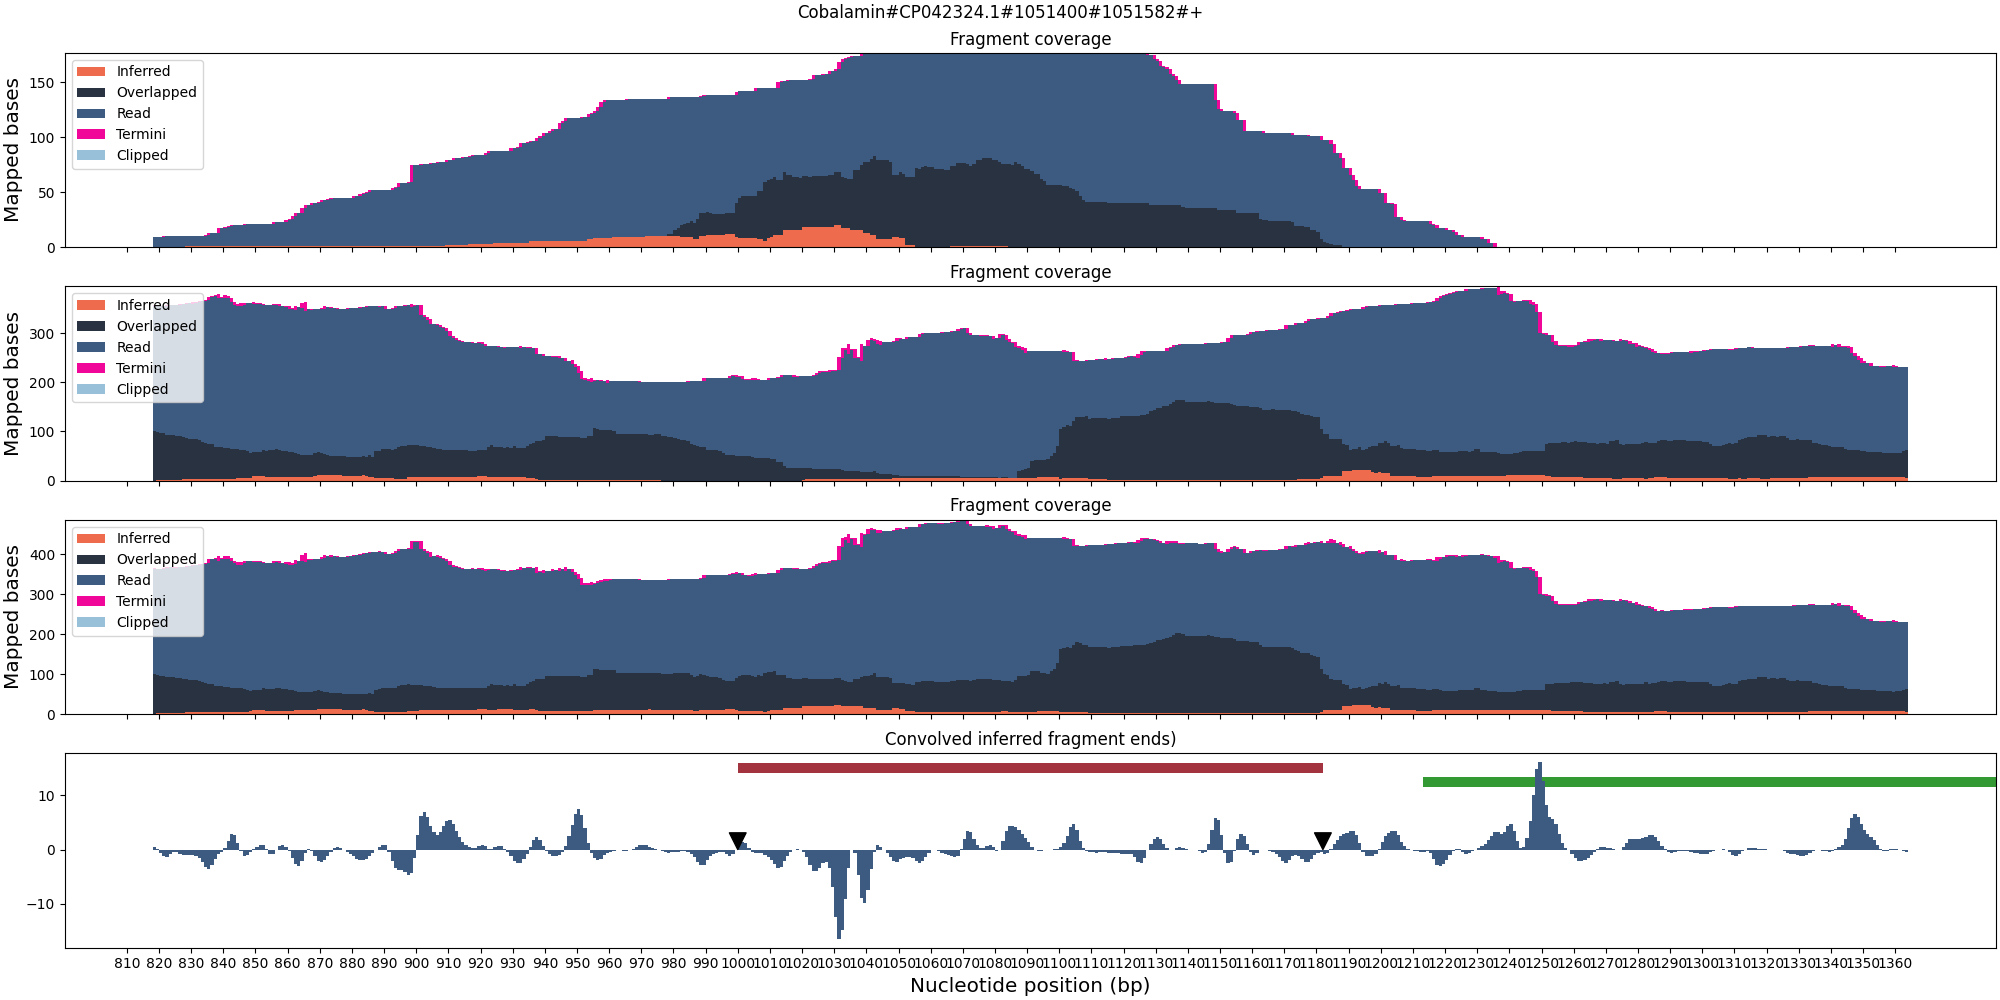 Cobalamin#CP042324.1#1051400#1051582#+
Fragment coverage
Mapped bases
150
100
50
0
Inferred
Overlapped
Read
Termini
Clipped
Fragment coverage
Mapped bases
300
200
100
0
Inferred
Overlapped
Read
Termini
Clipped
Fragment coverage
Mapped bases
400
300
200
100
0
Inferred
Overlapped
Read
Termini
Clipped
Convolved inferred fragment ends)
10
0
−10
810 820 830 840 850 860 870 880 890 900 910 920 930 940 950 960 970 980 990 1000 1010 1020 1030 1040 1050 1060 1070 1080 1090 1100 1110 1120 1130 1140 1150 1160 1170 1180 1190 1200 1210 1220 1230 1240 1250 1260 1270 1280 1290 1300 1310 1320 1330 1340 1350 1360
Nucleotide position (bp)